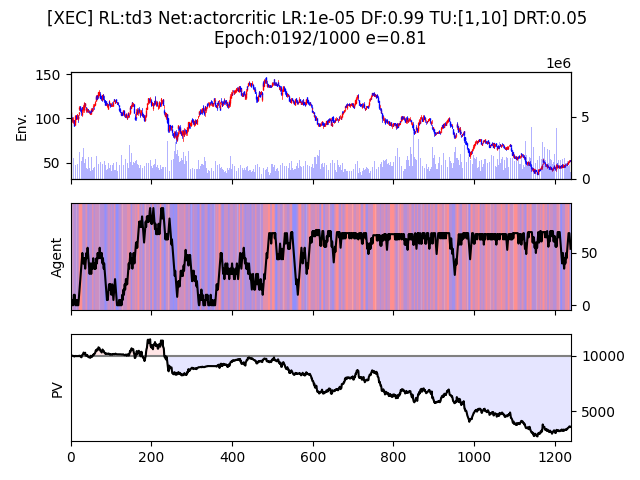 [XEC] RL:td3 Net:actorcritic LR:1e-05 DF:0.99 TU:[1,10] DRT:0.05
Epoch:0192/1000 e=0.81
1e6
150
100
50
Env.
5
0
Agent
50
0
PV
10000
5000
0 200 400 600 800 1000 1200